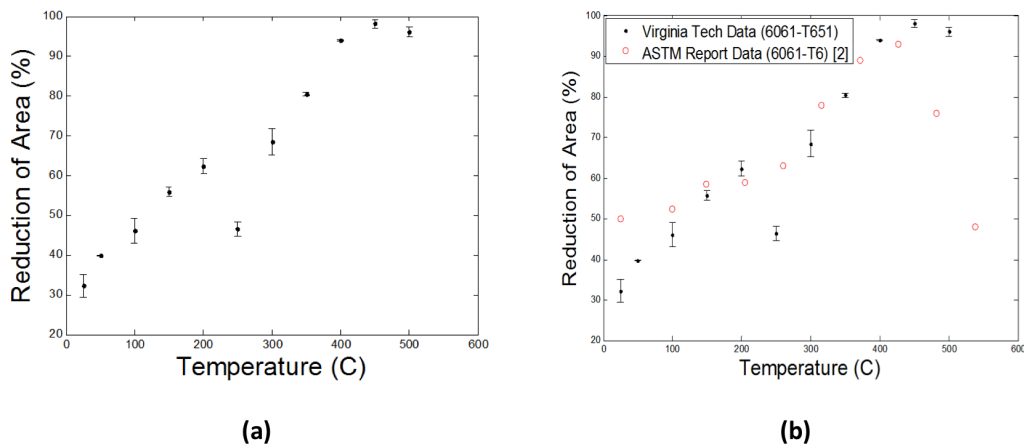 100
90
80
70
60
50
40
30
20
0 100 200 300 400 500 600
Reduction of Area (%)
Temperature (C)
(a)
Virginia Tech Data (6061-T651)
ASTM Report Data (6061-T6) [2]
100
90
80
70
60
50
40
30
20
0 100 200 300 400 500 600
Reduction of Area (%)
Temperature (C)
(b)